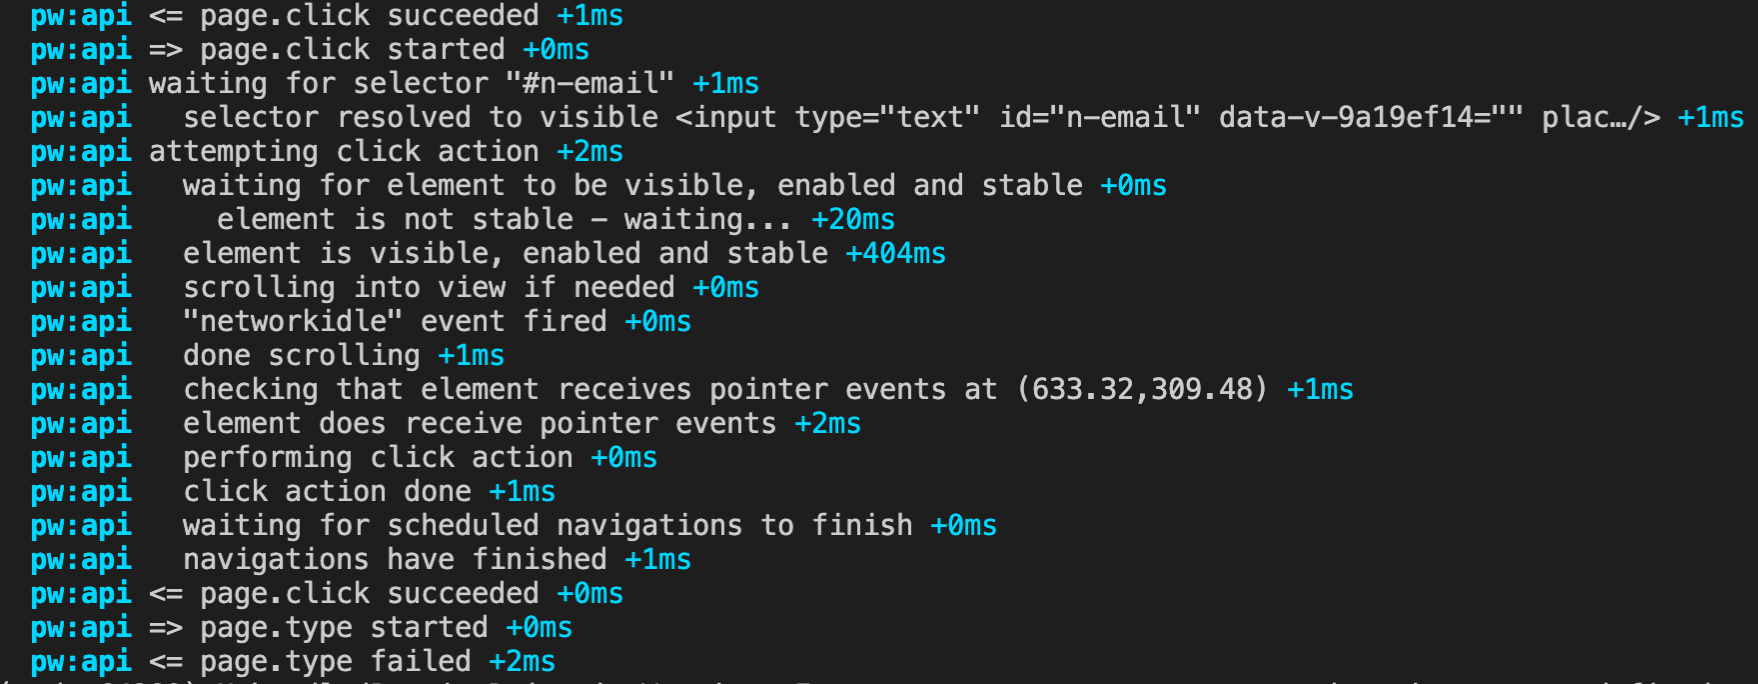 pw:api <= page.click succeeded +1ms
pw:api => page.click started +0ms
pw:api waiting for selector "#n-email" +1ms
pw:api   selector resolved to visible <input type="text" id="n-email" data-v-9a19ef14="" plac…/> +1ms
pw:api attempting click action +2ms
pw:api   waiting for element to be visible, enabled and stable +0ms
pw:api     element is not stable - waiting... +20ms
pw:api   element is visible, enabled and stable +404ms
pw:api   scrolling into view if needed +0ms
pw:api   "networkidle" event fired +0ms
pw:api   done scrolling +1ms
pw:api   checking that element receives pointer events at (633.32,309.48) +1ms
pw:api   element does receive pointer events +2ms
pw:api   performing click action +0ms
pw:api   click action done +1ms
pw:api   waiting for scheduled navigations to finish +0ms
pw:api   navigations have finished +1ms
pw:api <= page.click succeeded +0ms
pw:api => page.type started +0ms
pw:api <= page.type failed +2ms